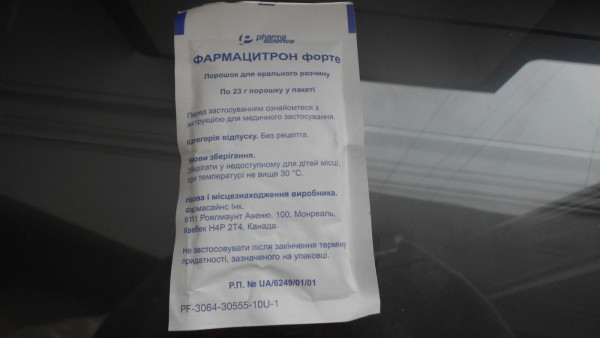 pharma
science
ФАРМАЦИТРОН форте
Порошок для орального розчину
По 23 г порошку у пакеті
Перед застосуванням ознайомтеся з
інструкцією для медичного застосування.
Категорія відпуску. Без рецепта.
Умови зберігання.
Зберігати у недоступному для дітей місці,
при температурі не вище 30 °С.
Назва і місцезнаходження виробника.
Фармасайнс Інк.
6111 Роялмаунт Авеню, 100, Монреаль,
Квебек Н4Р 2Т4, Канада.
Не застосовувати після закінчення терміну
придатності, зазначеного на упаковці.
Р.П. № UA/6249/01/01
PF-3064-30555-10U-1